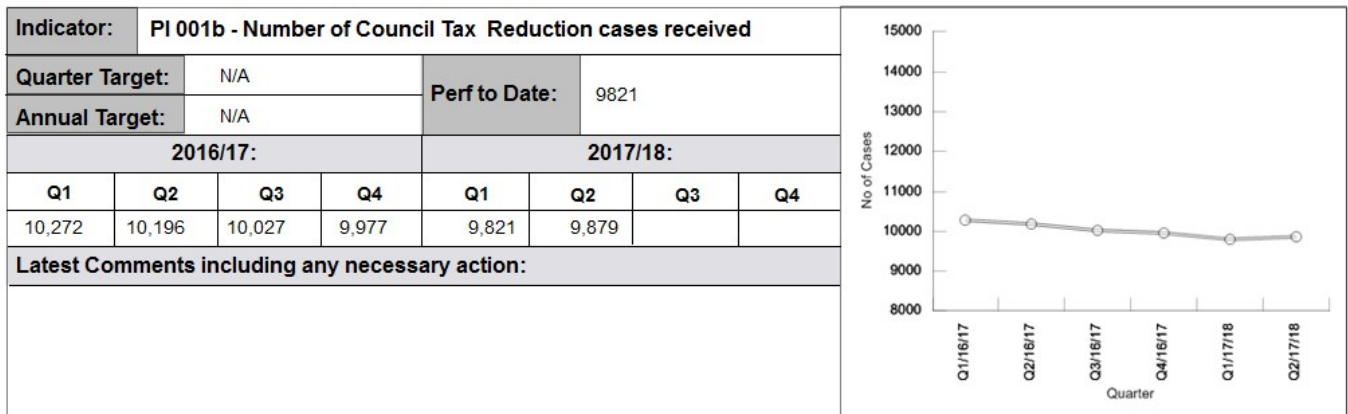 Indicator: PI 001b - Number of Council Tax Reduction cases received
Quarter Target: N/A
Perf to Date: 9821
Annual Target: N/A
2016/17: 2017/18:
Q1 Q2 Q3 Q4 Q1 Q2 Q3 Q4
10,272 10,196 10,027 9,977 9,821 9,879
Latest Comments including any necessary action:
15000
14000
13000
12000
11000
10000
9000
8000
No of Cases
Q1/16/17 Q2/16/17 Q3/16/17 Q4/16/17 Q1/17/18 Q2/17/18
Quarter